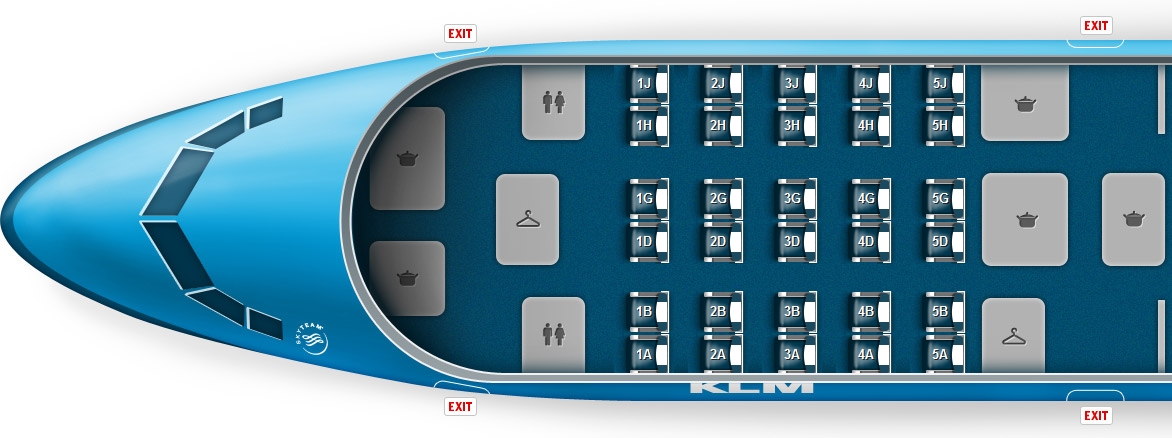 EXIT
EXIT
1J 2J 3J 4J 5J
1H 2H 3H 4H 5H
1G 2G 3G 4G 5G
1D 2D 3D 4D 5D
1B 2B 3B 4B 5B
SKYTEAM
1A 2A 3A 4A 5A
KLM
EXIT
EXIT